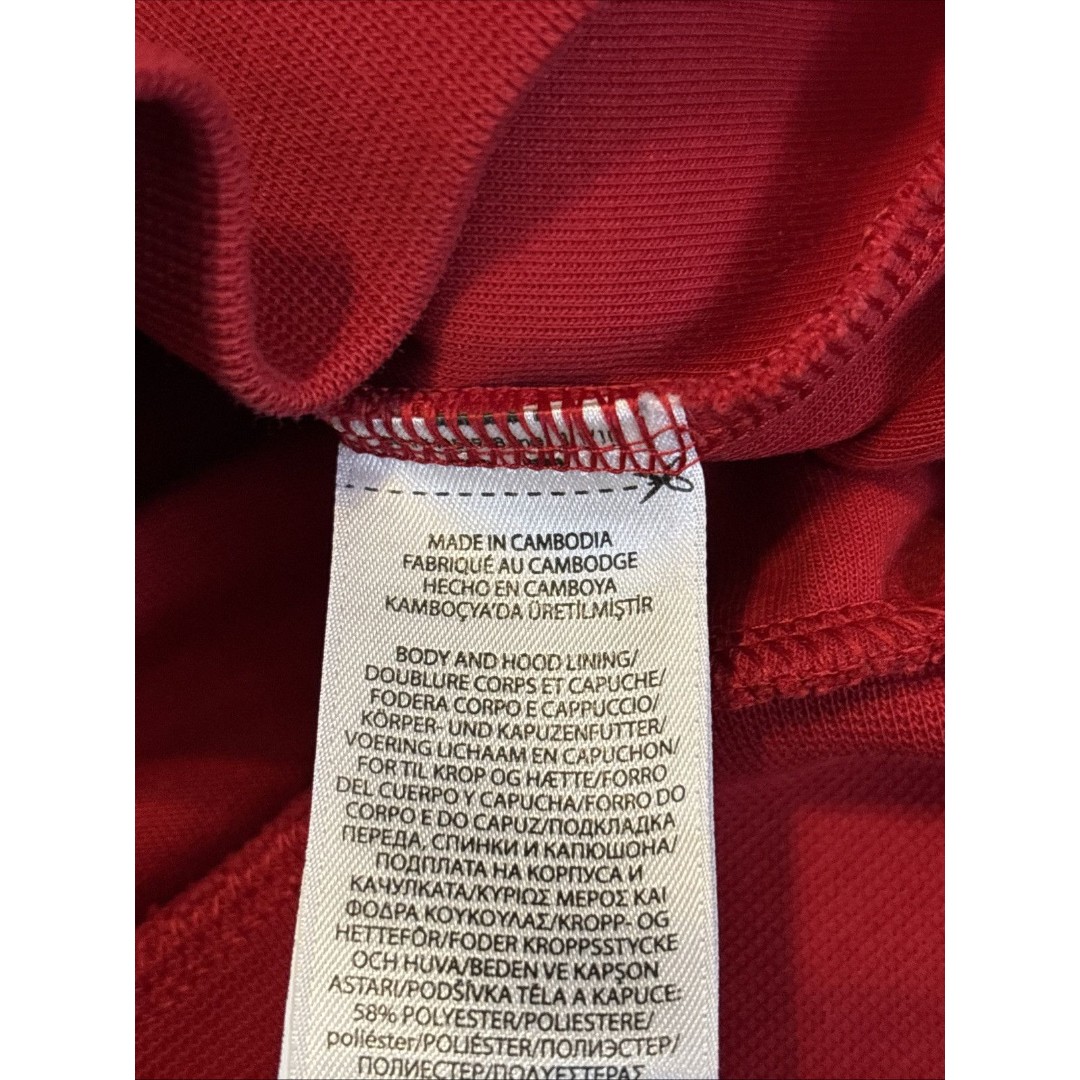 MADE IN CAMBODIA
FABRIQUÉ AU CAMBODGE
HECHO EN CAMBOYA
KAMBOÇYA'DA ÜRETİLMİŞTİR
BODY AND HOOD LINING/
DOUBLURE CORPS ET CAPUCHE/
FODERA CORPO E CAPPUCCIO/
KÖRPER- UND KAPUZENFUTTER/
VOERING LICHAAM EN CAPUCHON/
FOR TIL KROP OG HÆTTE/FORRO
DEL CUERPO Y CAPUCHA/FORRO DO
CORPO E DO CAPUZ/ПОДКЛАДКА
ПЕРЕДА, СПИНКИ И КАПЮШОНА/
ПОДПЛАТА НА КОРПУСА И
КАЧУЛКАТА/ΚΥΡΙΩΣ ΜΕΡΟΣ ΚΑΙ
ΦΟΔΡΑ ΚΟΥΚΟΥΛΑΣ/KROPP- OG
HETTEFÔR/FODER KROPPSSTYCKE
OCH HUVA/BEDEN VE KAPŞON
ASTARI/PODŠÍVKA TĚLA A KAPUCE:
58% POLYESTER/POLIESTERE/
poliéster/POLIÉSTER/ПОЛИЭСТЕР/
ПОЛИЕСТЕР/ΠΟΛΥΕΣΤΕΡΑΣ